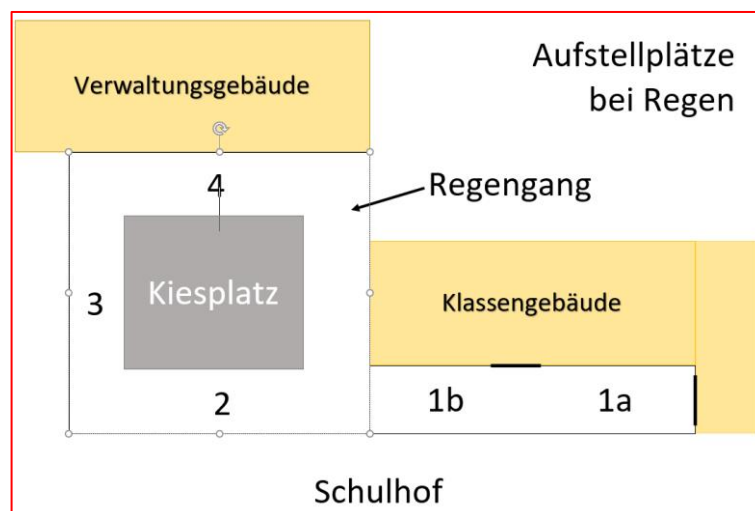 Verwaltungsgebäude
Aufstellplätze
bei Regen
4
Regengang
Kiesplatz
3
Klassengebäude
2
1b
1a
Schulhof